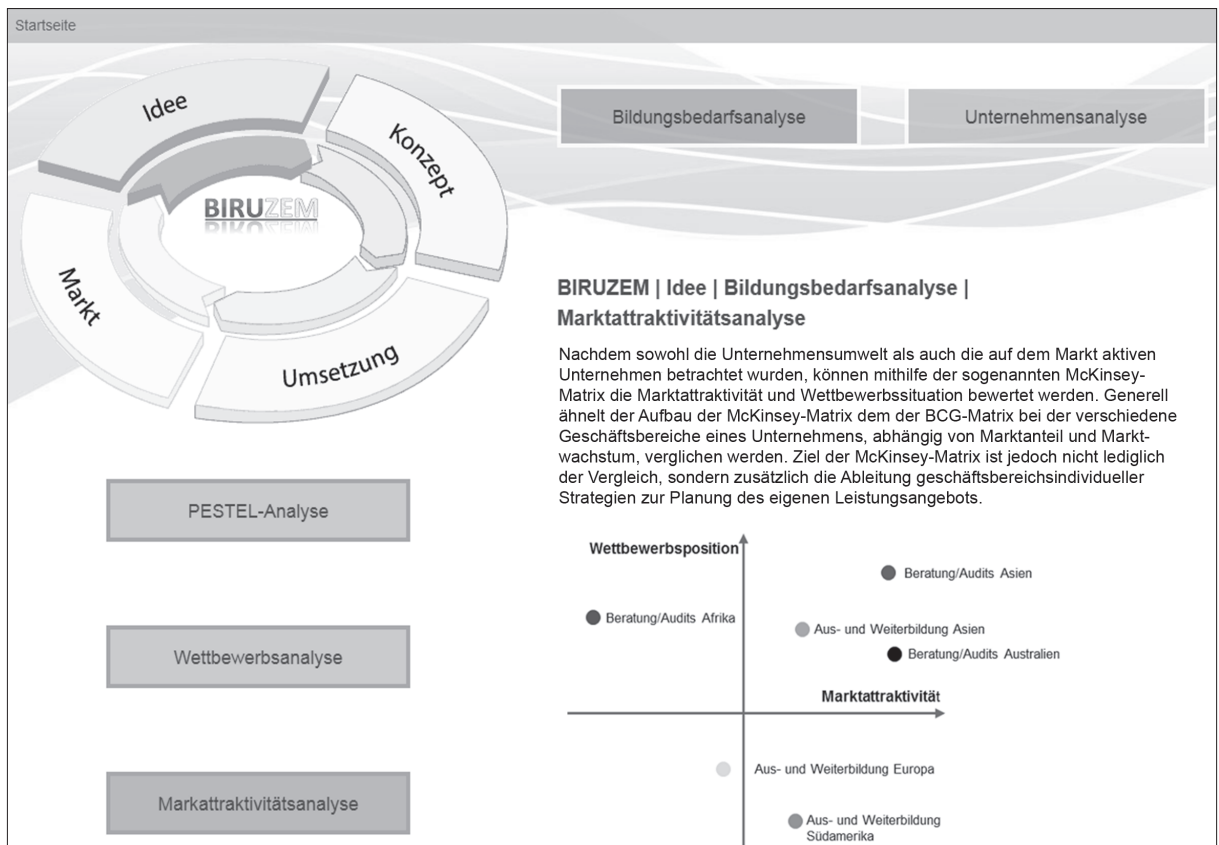 Startseite
Idee
Konzept
Bildungsbedarfsanalyse
Unternehmensanalyse
BIRUZEM
Markt
Umsetzung
BIRUZEM | Idee | Bildungsbedarfsanalyse |
Marktattraktivitätsanalyse
Nachdem sowohl die Unternehmensumwelt als auch die auf dem Markt aktiven
Unternehmen betrachtet wurden, können mithilfe der sogenannten McKinsey-
Matrix die Marktattraktivität und Wettbewerbssituation bewertet werden. Generell
ähnelt der Aufbau der McKinsey-Matrix dem der BCG-Matrix bei der verschiedene
Geschäftsbereiche eines Unternehmens, abhängig von Marktanteil und Markt-
wachstum, verglichen werden. Ziel der McKinsey-Matrix ist jedoch nicht lediglich
der Vergleich, sondern zusätzlich die Ableitung geschäftsbereichsindividueller
Strategien zur Planung des eigenen Leistungsangebots.
PESTEL-Analyse
Wettbewerbsanalyse
Markattraktivitätsanalyse
Wettbewerbsposition
Beratung/Audits Asien
Beratung/Audits Afrika
Aus- und Weiterbildung Asien
Beratung/Audits Australien
Marktattraktivität
Aus- und Weiterbildung Europa
Aus- und Weiterbildung
Südamerika